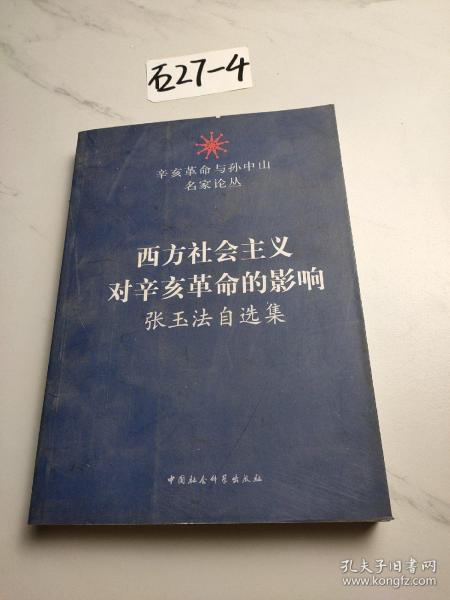 石27-4
辛亥革命与孙中山
名家论丛
西方社会主义
对辛亥革命的影响
张玉法自选集
中国社会科学出版社
孔夫子旧书网
www.kongfz.com